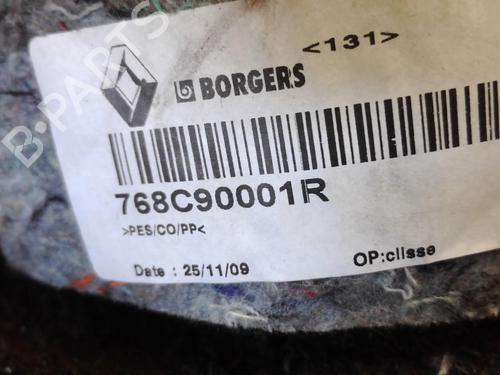 <131>
BORGERS
768C90001R
>PES/CO/PP<
Date : 25/11/09
OP:clisse
B-PARTS